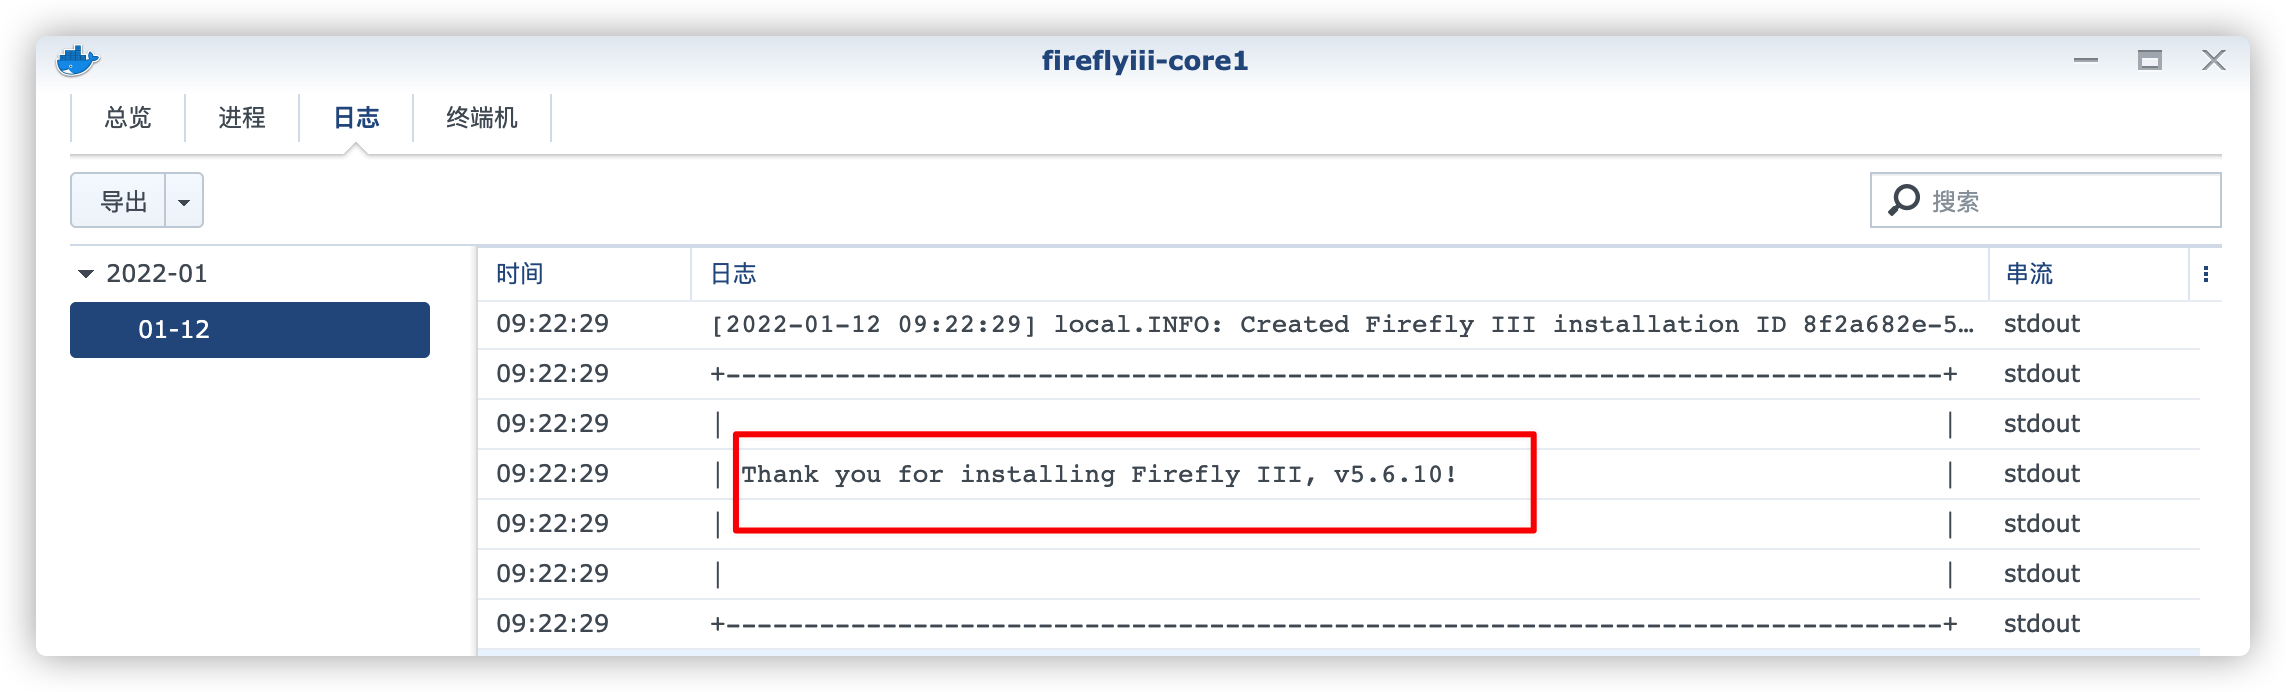 fireflyiii-core1
总览 进程 日志 终端机
导出 搜索
2022-01
01-12
时间 日志 串流
09:22:29 [2022-01-12 09:22:29] local.INFO: Created Firefly III installation ID 8f2a682e-5… stdout
09:22:29 +------------------------------------------------------------------------------+ stdout
09:22:29 | | stdout
09:22:29 | Thank you for installing Firefly III, v5.6.10! | stdout
09:22:29 | | stdout
09:22:29 | | stdout
09:22:29 +------------------------------------------------------------------------------+ stdout